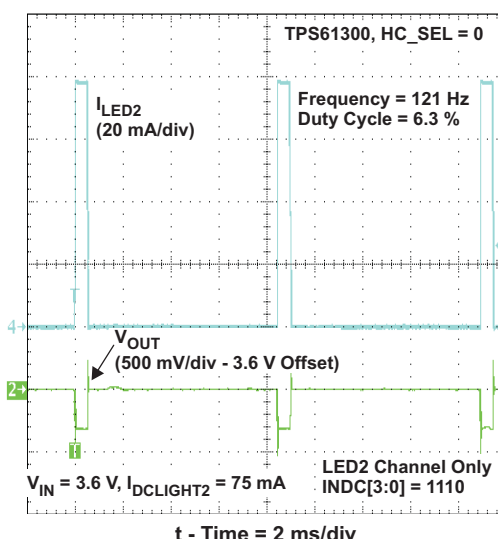 TPS61300, HC_SEL = 0
I_LED2
(20 mA/div)
Frequency = 121 Hz
Duty Cycle = 6.3 %
T
4
V_OUT
(500 mV/div - 3.6 V Offset)
2
T
LED2 Channel Only
V_IN = 3.6 V, I_DCLIGHT2 = 75 mA
INDC[3:0] = 1110
t - Time = 2 ms/div